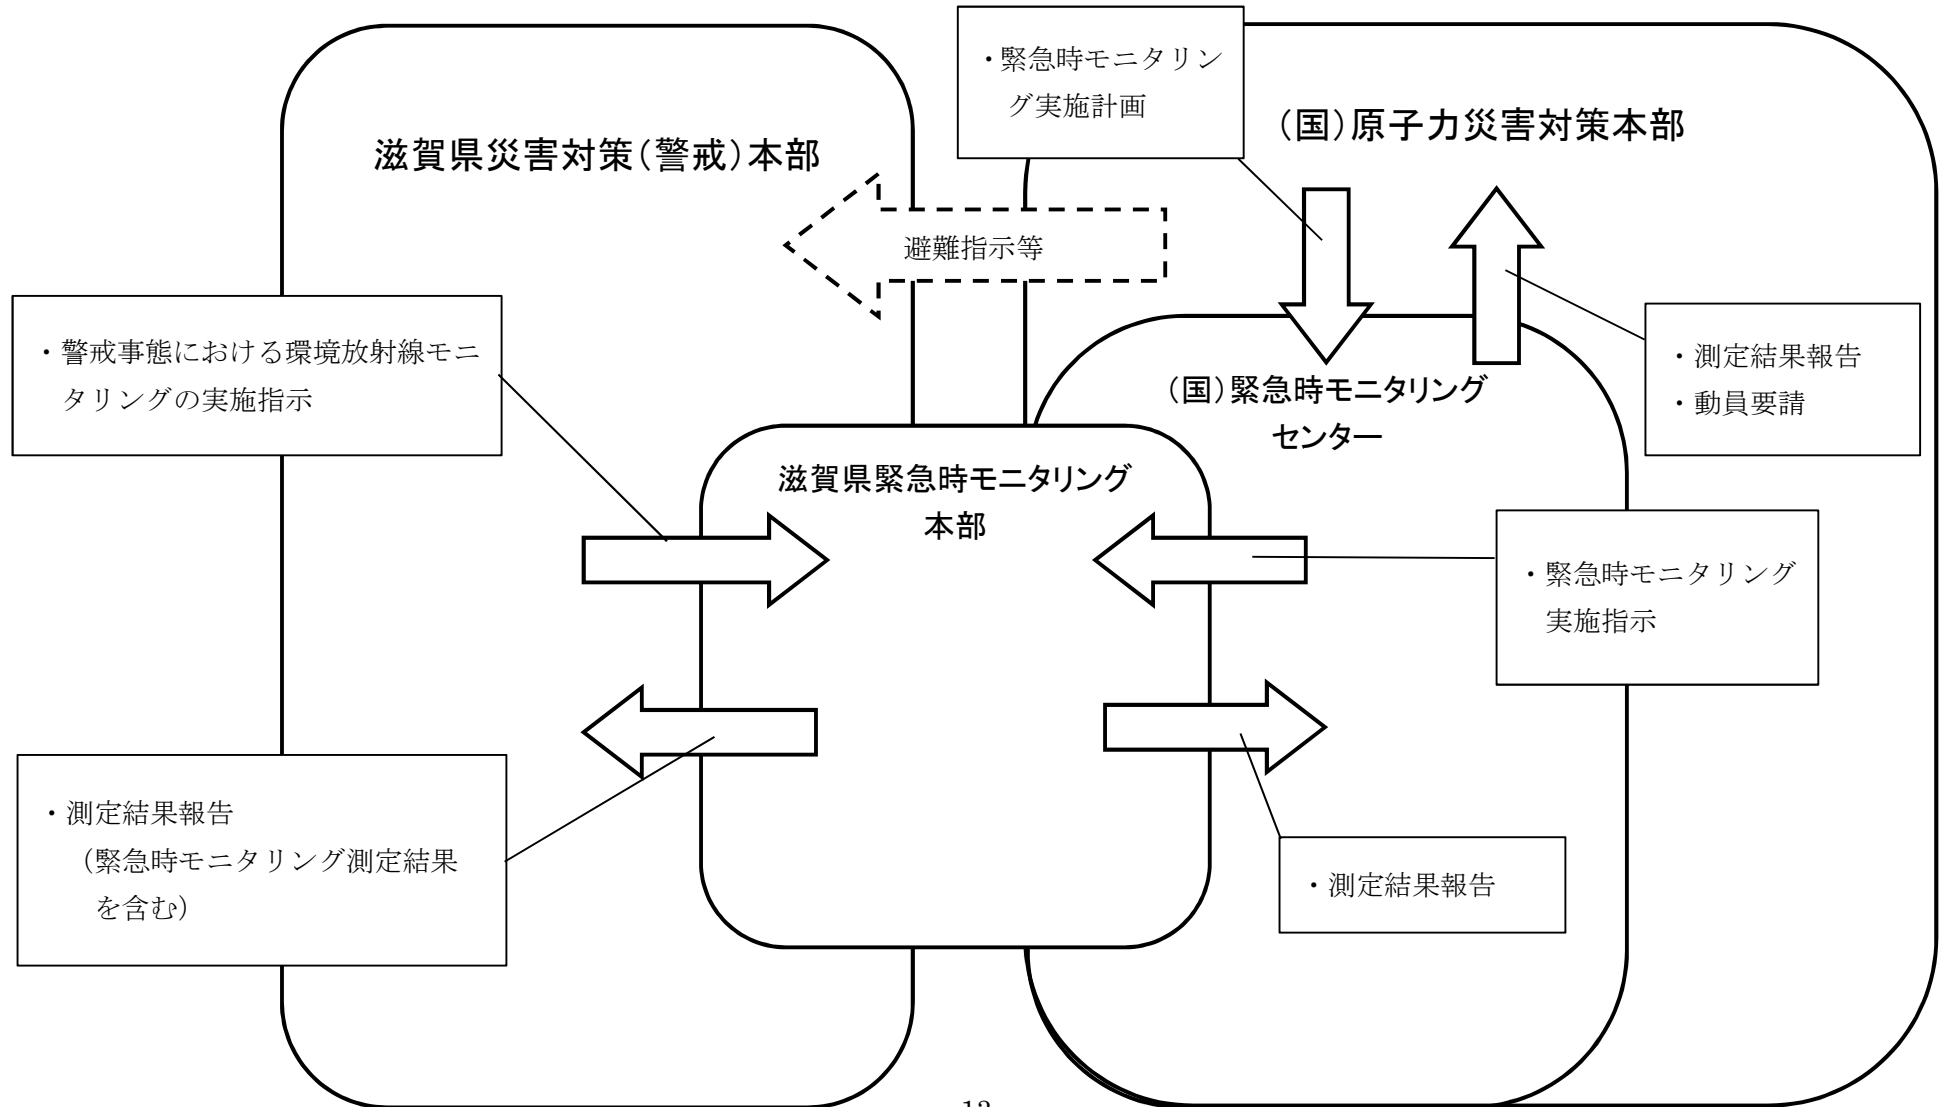 ・緊急時モニタリン
グ実施計画
(国)原子力災害対策本部
滋賀県災害対策(警戒)本部
避難指示等
・警戒事態における環境放射線モニ
タリングの実施指示
・測定結果報告
・動員要請
(国)緊急時モニタリング
センター
滋賀県緊急時モニタリング
本部
・緊急時モニタリング
実施指示
・測定結果報告
(緊急時モニタリング測定結果
を含む)
・測定結果報告